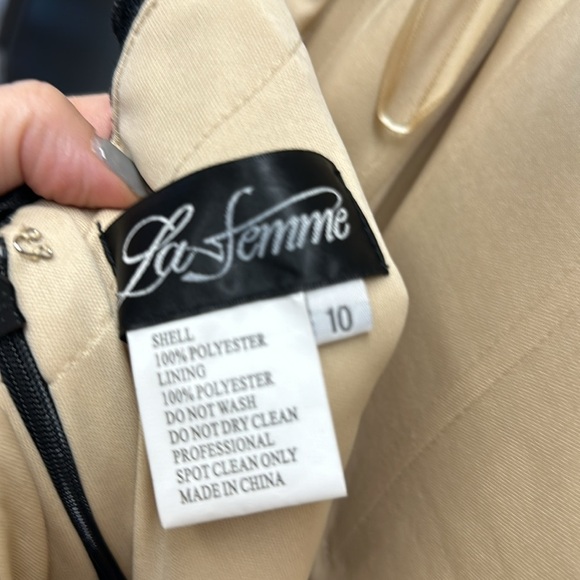 La Femme
10
SHELL
100% POLYESTER
LINING
100% POLYESTER
DO NOT WASH
DO NOT DRY CLEAN
PROFESSIONAL
SPOT CLEAN ONLY
MADE IN CHINA